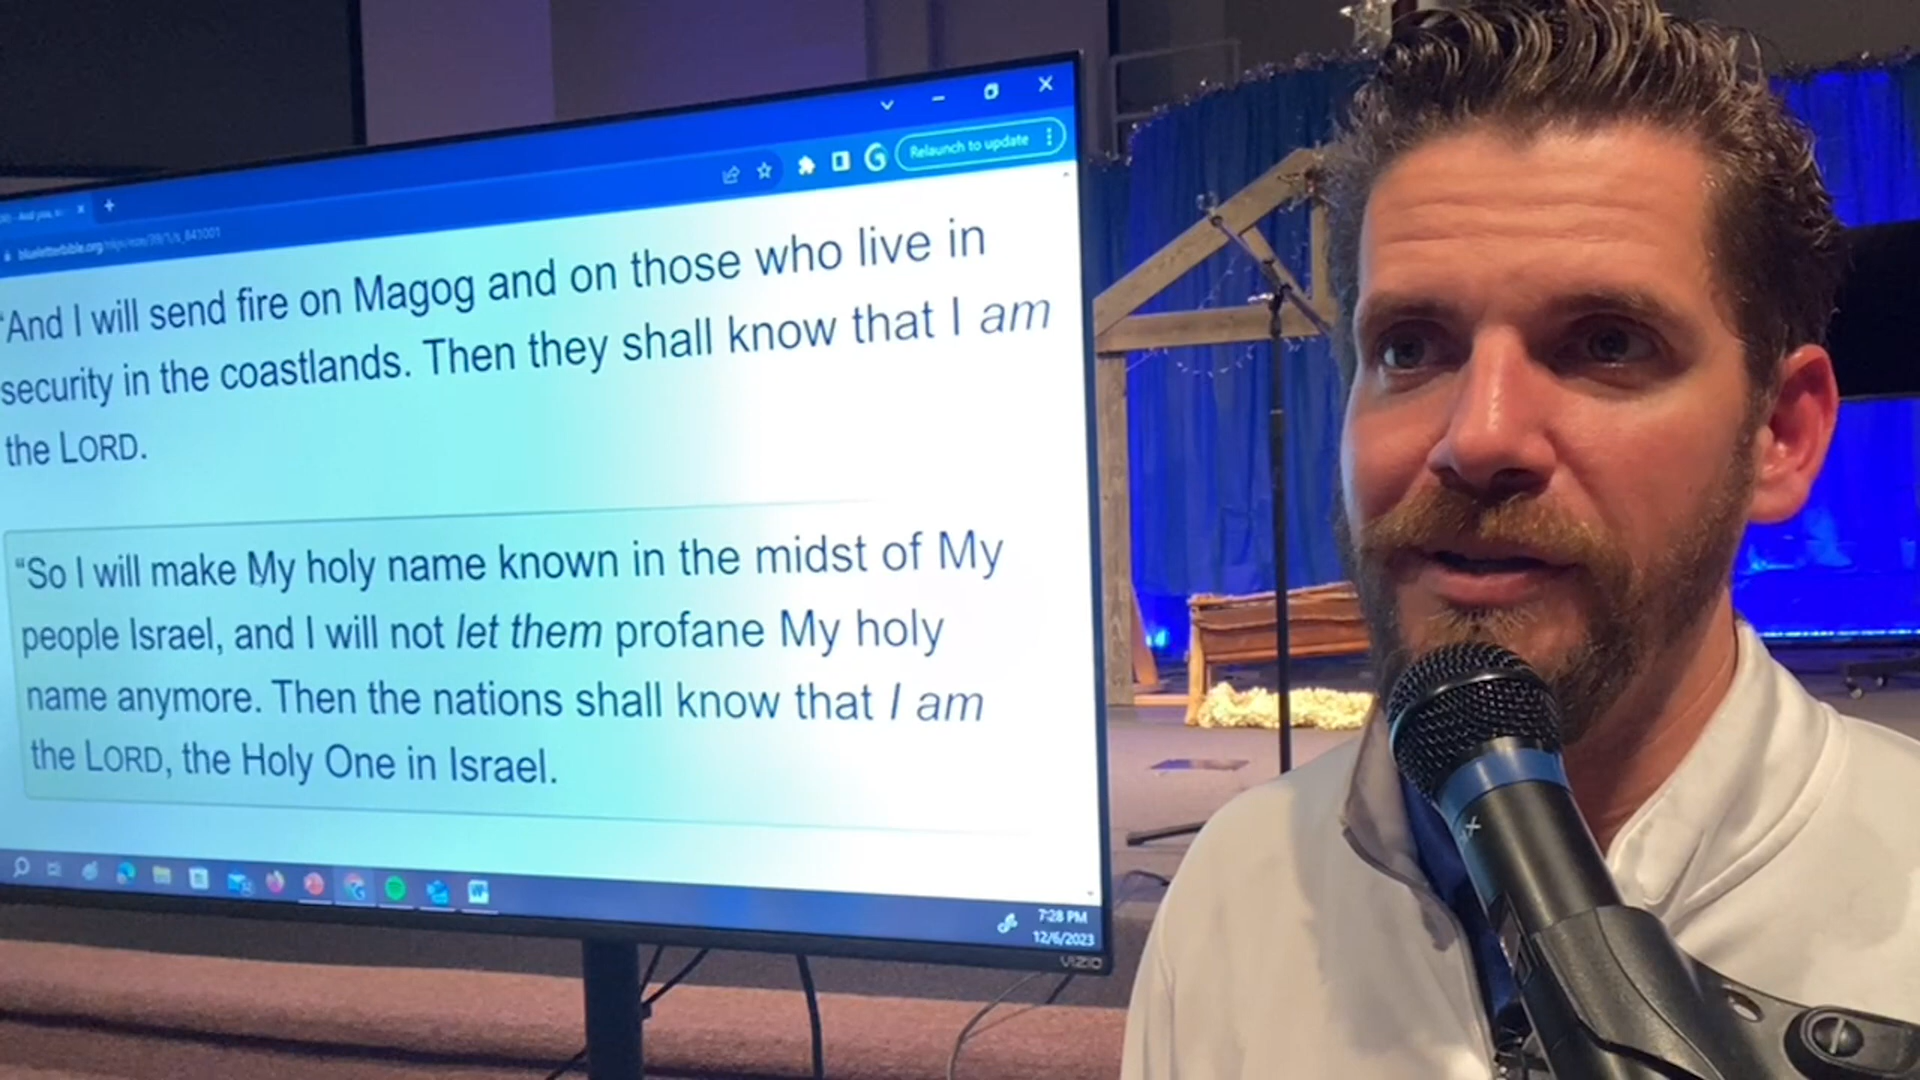 Relaunch to update
blueletterbible.org
“And I will send fire on Magog and on those who live in
security in the coastlands. Then they shall know that I am
the LORD.
“So I will make My holy name known in the midst of My
people Israel, and I will not let them profane My holy
name anymore. Then the nations shall know that I am
the LORD, the Holy One in Israel.
7:28 PM
12/6/2023
VIZIO